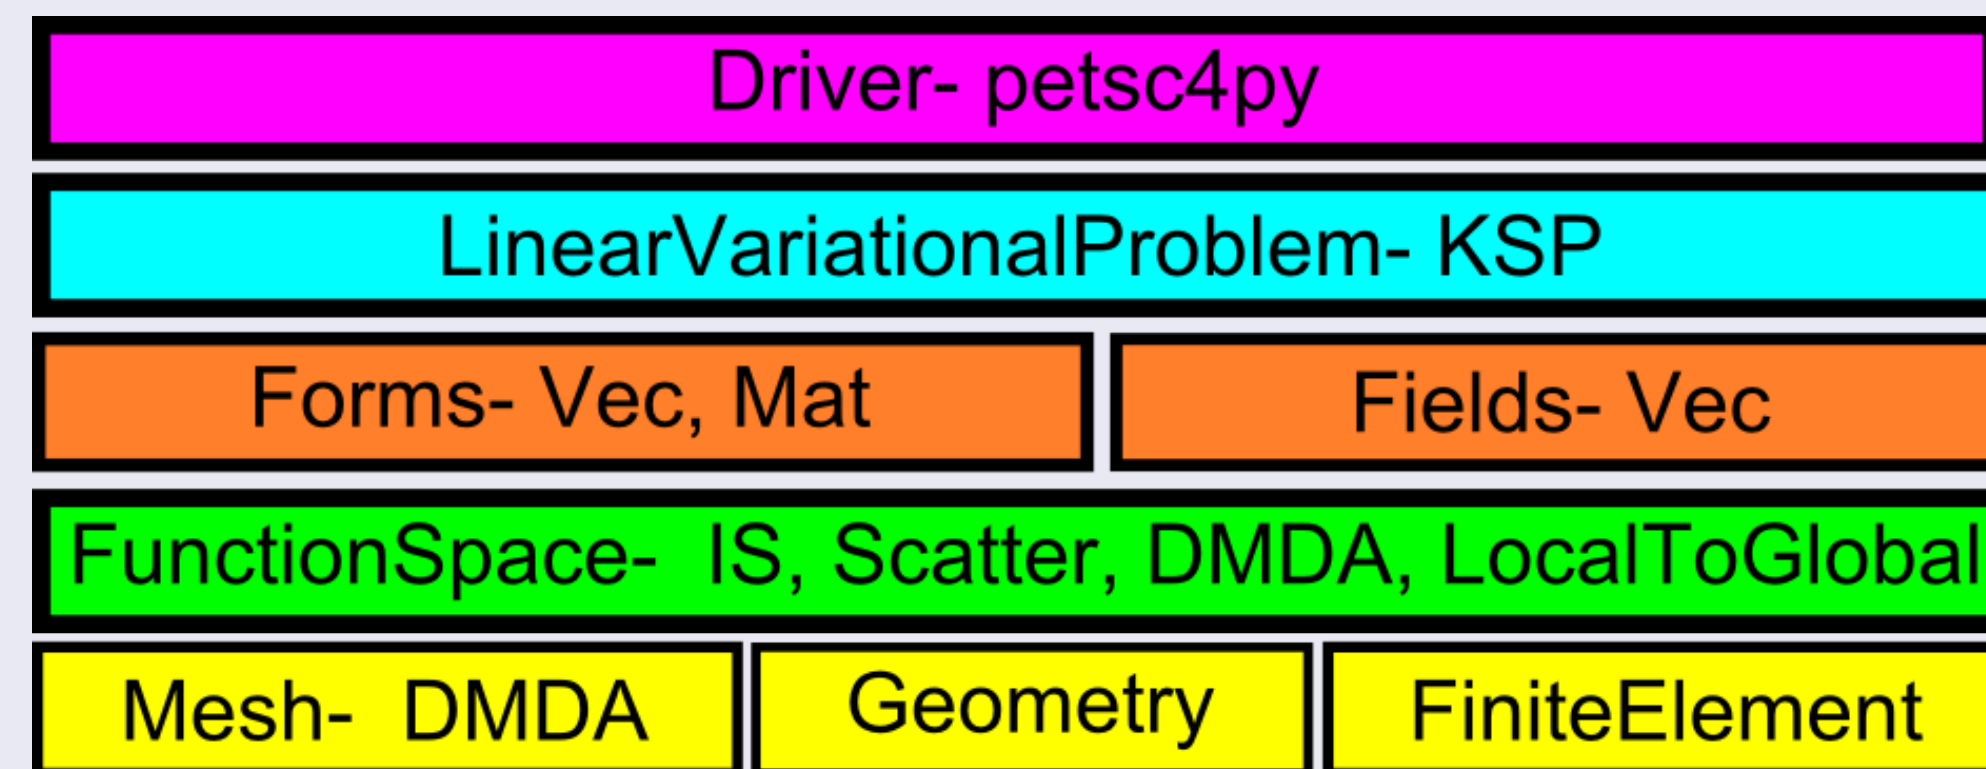 Driver- petsc4py
LinearVariationalProblem- KSP
Forms- Vec, Mat
Fields- Vec
FunctionSpace- IS, Scatter, DMDA, LocalToGlobal
Mesh- DMDA
Geometry
FiniteElement